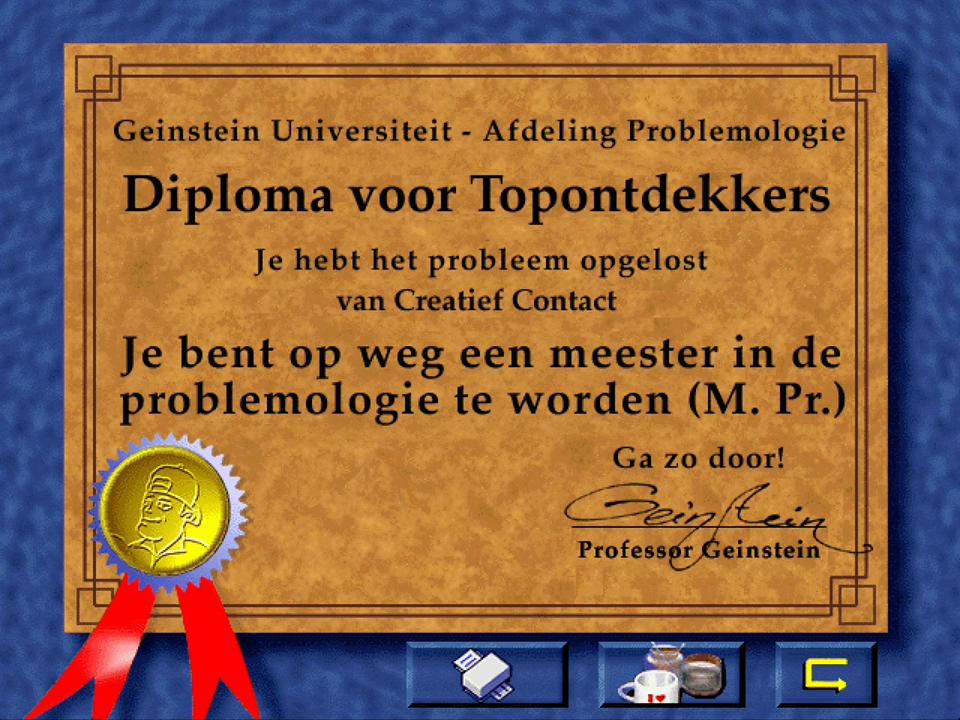 Geinstein Universiteit - Afdeling Problemologie
Diploma voor Topontdekkers
Je hebt het probleem opgelost
van Creatief Contact
Je bent op weg een meester in de
problemologie te worden (M. Pr.)
Ga zo door!
Geinstein
Professor Geinstein
I ♥